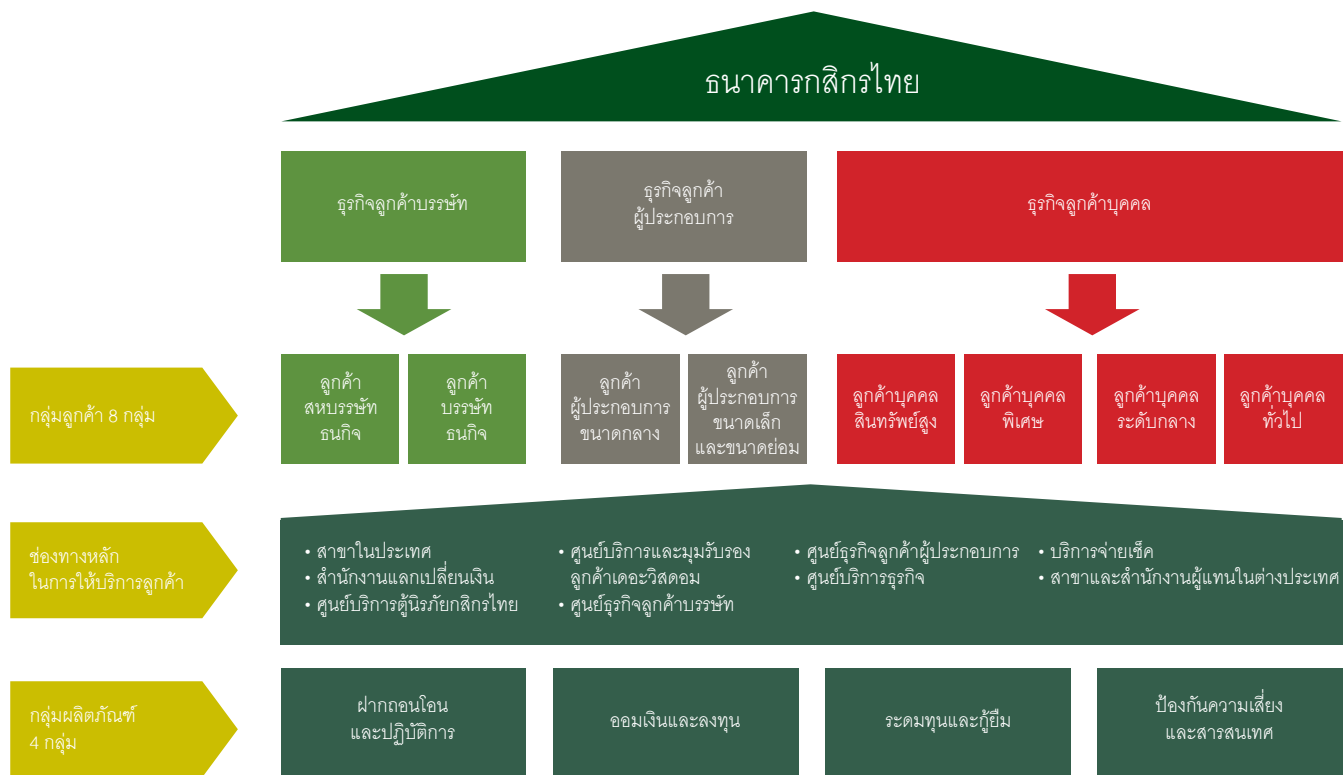 ธนาคารกสิกรไทย
ธุรกิจลูกค้าบรรษัท
ธุรกิจลูกค้า
ผู้ประกอบการ
ธุรกิจลูกค้าบุคคล
กลุ่มลูกค้า 8 กลุ่ม
ลูกค้า
สหบรรษัท
ธนกิจ
ลูกค้า
บรรษัท
ธนกิจ
ลูกค้า
ผู้ประกอบการ
ขนาดกลาง
ลูกค้า
ผู้ประกอบการ
ขนาดเล็ก
และขนาดย่อม
ลูกค้าบุคคล
สินทรัพย์สูง
ลูกค้าบุคคล
พิเศษ
ลูกค้าบุคคล
ระดับกลาง
ลูกค้าบุคคล
ทั่วไป
ช่องทางหลัก
ในการให้บริการลูกค้า
• สาขาในประเทศ
• สำนักงานแลกเปลี่ยนเงิน
• ศูนย์บริการตู้นิรภัยกสิกรไทย
• ศูนย์บริการและมุมรับรอง
ลูกค้าเดอะวิสดอม
• ศูนย์ธุรกิจลูกค้าบรรษัท
• ศูนย์ธุรกิจลูกค้าผู้ประกอบการ
• ศูนย์บริการธุรกิจ
• บริการจ่ายเช็ค
• สาขาและสำนักงานผู้แทนในต่างประเทศ
กลุ่มผลิตภัณฑ์
4 กลุ่ม
ฝากถอนโอน
และปฏิบัติการ
ออมเงินและลงทุน
ระดมทุนและกู้ยืม
ป้องกันความเสี่ยง
และสารสนเทศ